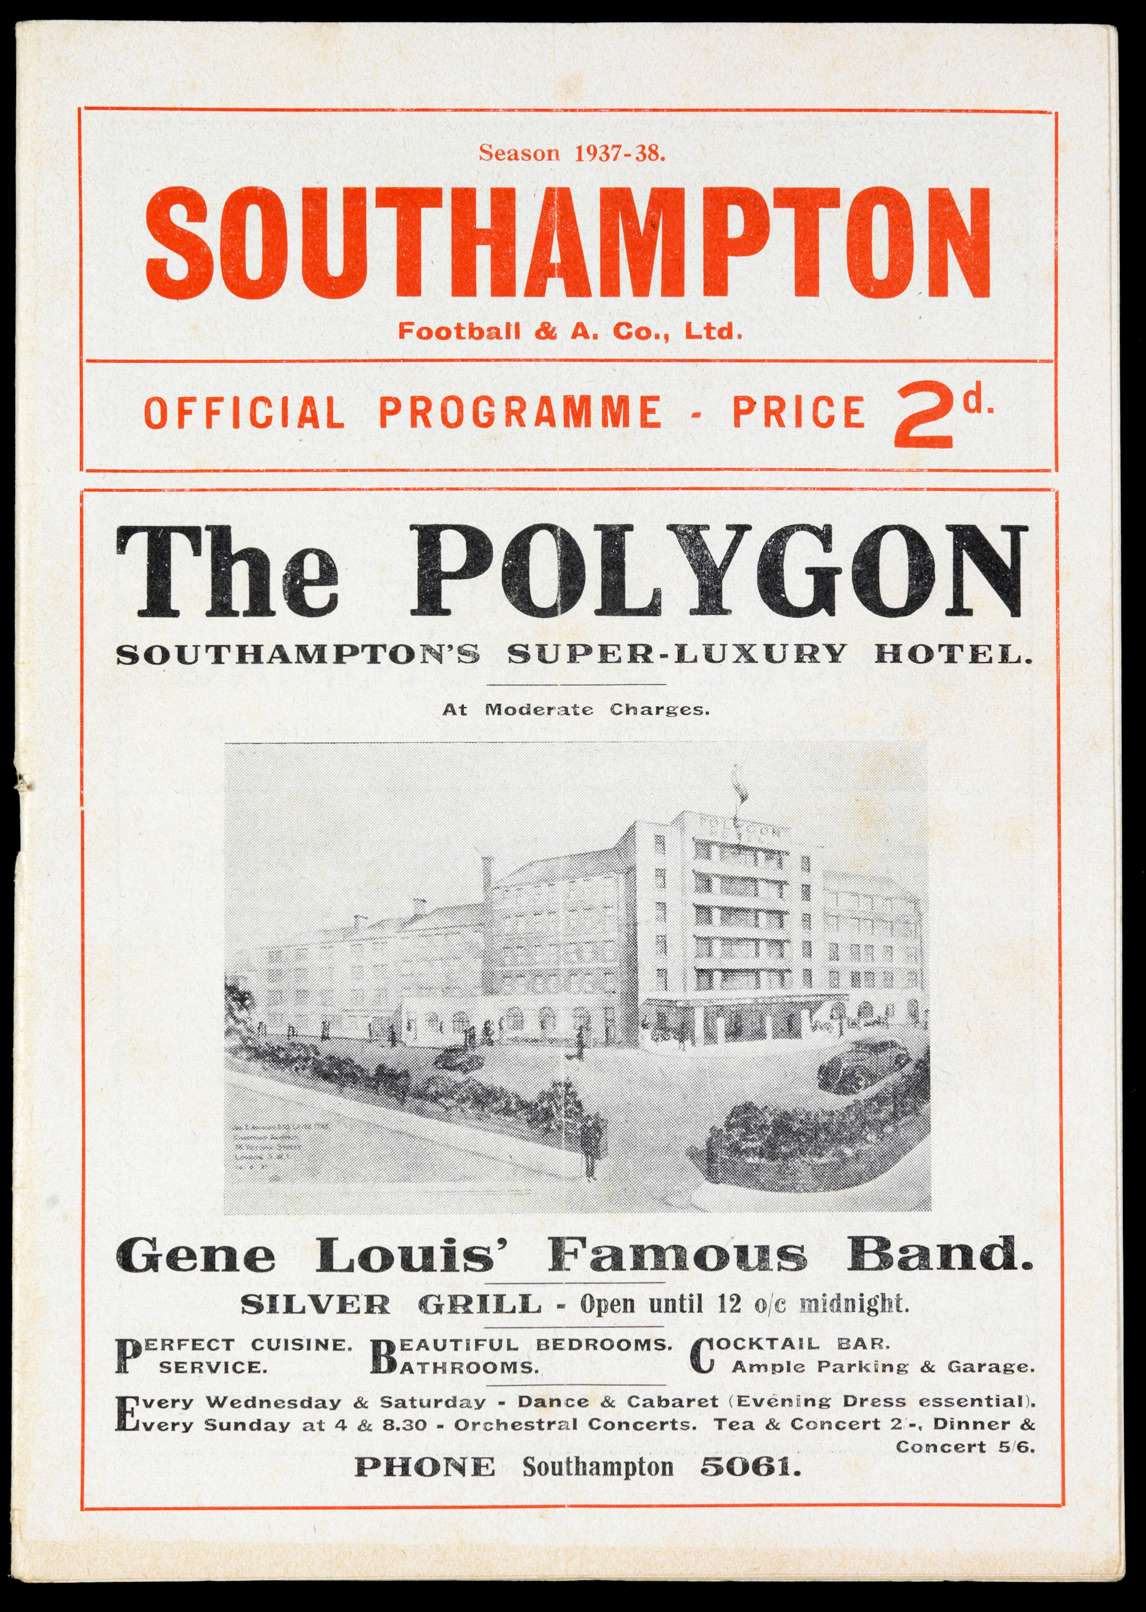 Season 1937-38.
SOUTHAMPTON
Football & A. Co., Ltd.
OFFICIAL PROGRAMME - PRICE 2d.
The POLYGON
SOUTHAMPTON'S SUPER-LUXURY HOTEL.
At Moderate Charges.
POLYGON
Gene Louis' Famous Band.
SILVER GRILL - Open until 12 o/c midnight.
PERFECT CUISINE. BEAUTIFUL BEDROOMS. COCKTAIL BAR.
SERVICE. BATHROOMS. Ample Parking & Garage.
Every Wednesday & Saturday - Dance & Cabaret (Evening Dress essential).
Every Sunday at 4 & 8.30 - Orchestral Concerts. Tea & Concert 2/-, Dinner &
Concert 5/6.
PHONE Southampton 5061.